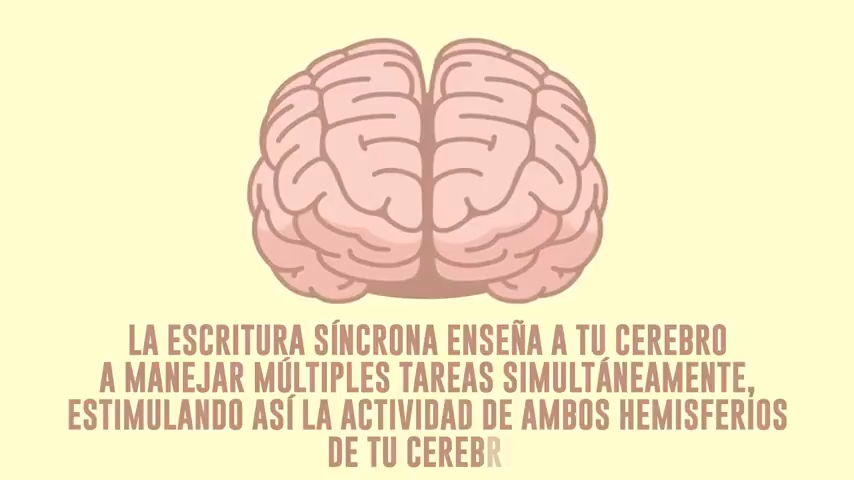 LA ESCRITURA SÍNCRONA ENSEÑA A TU CEREBRO
A MANEJAR MÚLTIPLES TAREAS SIMULTÁNEAMENTE,
ESTIMULANDO ASÍ LA ACTIVIDAD DE AMBOS HEMISFERIOS
DE TU CEREBR